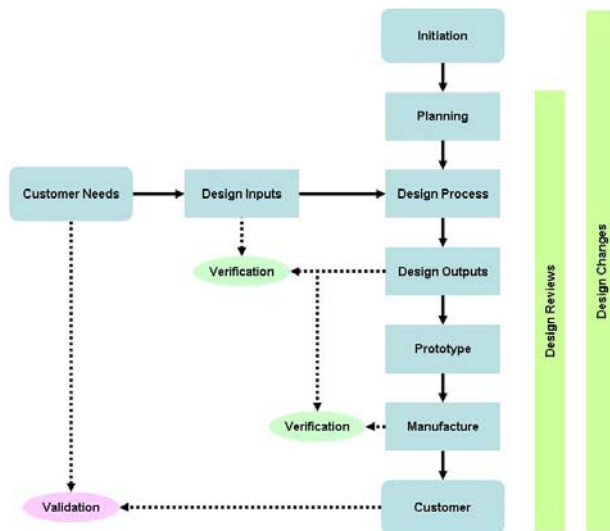 Initiation
Planning
Customer Needs
Design Inputs
Design Process
Verification
Design Outputs
Prototype
Verification
Manufacture
Validation
Customer
Design Reviews
Design Changes